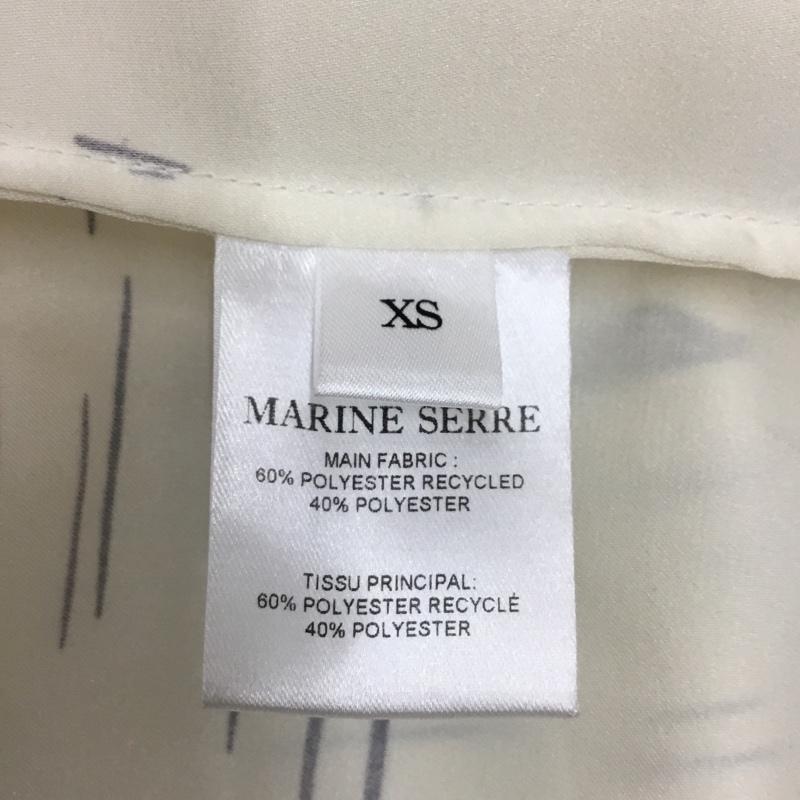 XS
MARINE SERRE
MAIN FABRIC :
60% POLYESTER RECYCLED
40% POLYESTER
TISSU PRINCIPAL:
60% POLYESTER RECYCLÉ
40% POLYESTER